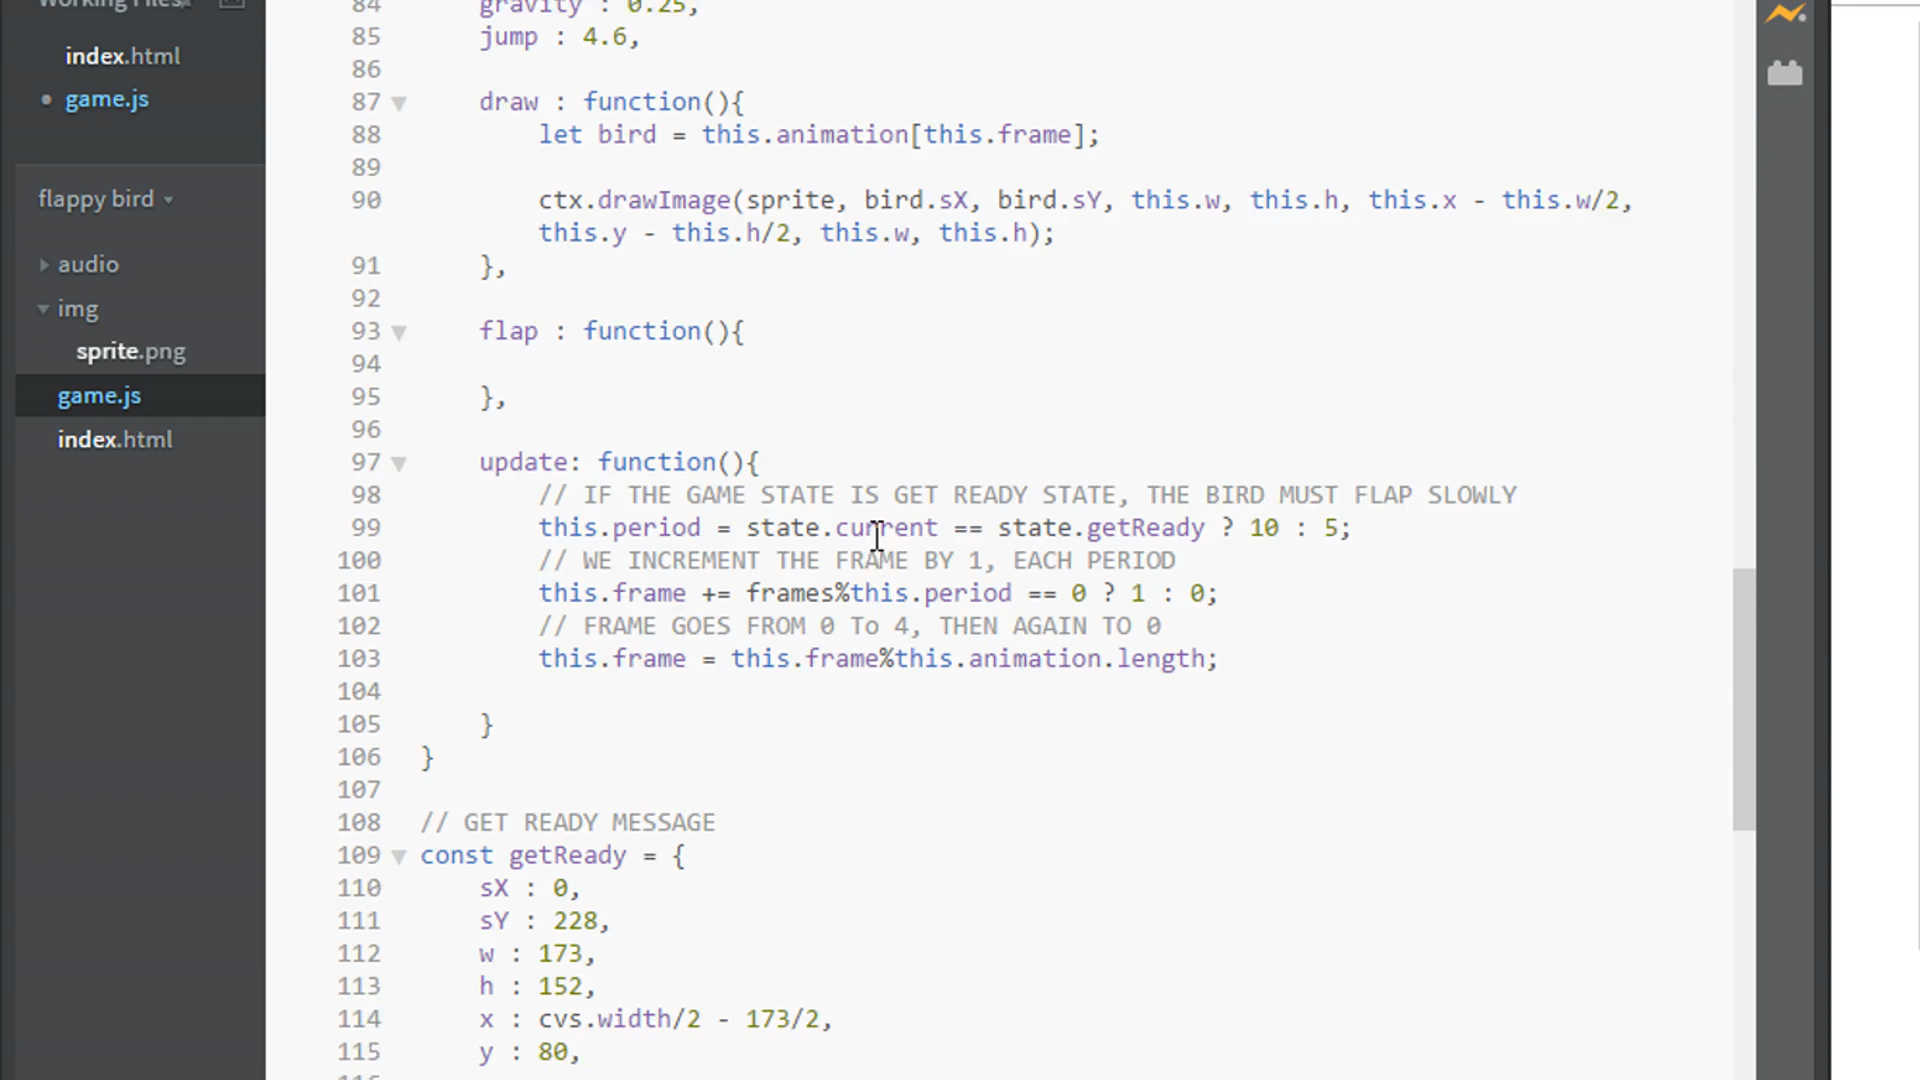 Working Files
index.html
game.js
flappy bird
audio
img
sprite.png
game.js
index.html
84 gravity : 0.25,
85 jump : 4.6,
86
87 draw : function(){
88 let bird = this.animation[this.frame];
89
90 ctx.drawImage(sprite, bird.sX, bird.sY, this.w, this.h, this.x - this.w/2,
this.y - this.h/2, this.w, this.h);
91 },
92
93 flap : function(){
94
95 },
96
97 update: function(){
98 // IF THE GAME STATE IS GET READY STATE, THE BIRD MUST FLAP SLOWLY
99 this.period = state.current == state.getReady ? 10 : 5;
100 // WE INCREMENT THE FRAME BY 1, EACH PERIOD
101 this.frame += frames%this.period == 0 ? 1 : 0;
102 // FRAME GOES FROM 0 To 4, THEN AGAIN TO 0
103 this.frame = this.frame%this.animation.length;
104
105 }
106 }
107
108 // GET READY MESSAGE
109 const getReady = {
110 sX : 0,
111 sY : 228,
112 w : 173,
113 h : 152,
114 x : cvs.width/2 - 173/2,
115 y : 80,